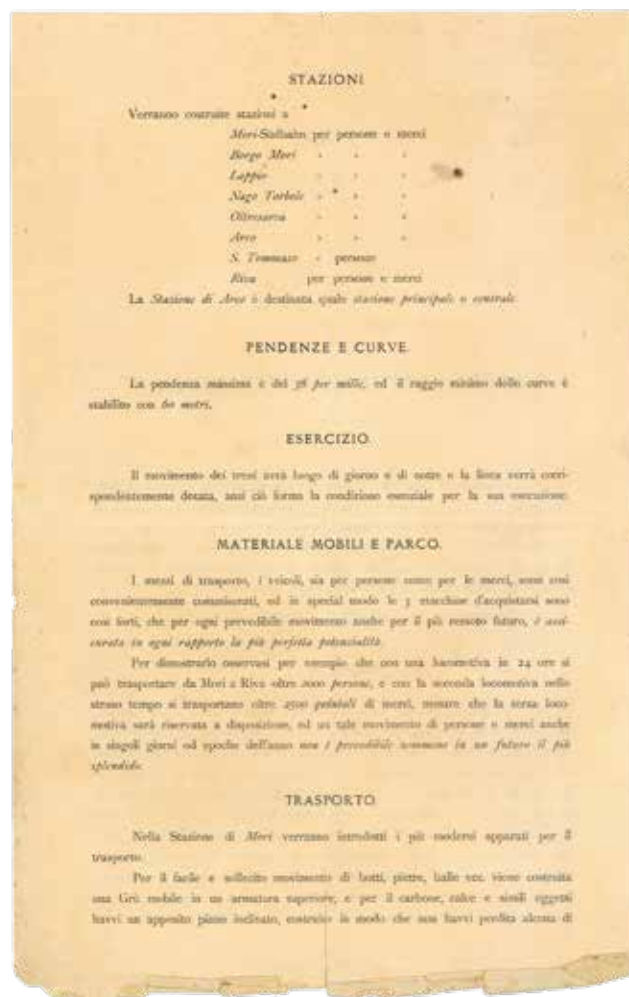 STAZIONI
Verranno costruite stazioni a
Mori-Südbahn per persone e merci
Borgo Mori " " "
Loppio " " "
Nago Torbole " " "
Oltresarca " " "
Arco " " "
S. Tommaso " persone
Riva per persone e merci
La Stazione di Arco è destinata quale stazione principale e centrale.
PENDENZE E CURVE.
La pendenza massima è del per mille, ed il raggio minimo delle curve è
stabilito con 60 metri.
ESERCIZIO.
Il movimento dei treni avrà luogo di giorno e di notte e la linea verrà corri-
spondentemente dotata, anzi ciò forma la condizione esenziale per la sua esecuzione.
MATERIALE MOBILI E PARCO.
I mezzi di trasporto, i veicoli, sia per persone come per le merci, sono così
convenientemente commisurati, ed in special modo le 3 macchine d'acquistarsi sono
così forti, che per ogni prevedibile movimento anche per il più remoto futuro, è assi-
curata in ogni rapporto la più perfetta potenzialità.
Per dimostrarlo osservasi per esempio che con una locomotiva in 24 ore si
può trasportare da Mori a Riva oltre 2000 persone, e con la seconda locomotiva nello
stesso tempo si trasportano oltre 2500 quintali di merci, mentre che la terza loco-
motiva sarà riservata a disposizione, ed un tale movimento di persone e merci anche
in singoli giorni od epoche dell'anno non è prevedibile nemmeno in un futuro il più
splendido.
TRASPORTO.
Nella Stazione di Mori verranno introdotti i più moderni apparati per il
trasporto.
Per il facile e sollecito movimento di botti, pietre, balle ecc. viene costruita
una Grù mobile in un armatura superiore, e per il carbone, calce e simili oggetti
havvi un apposito piano inclinato, costruito in modo che non havvi perdita alcuna di